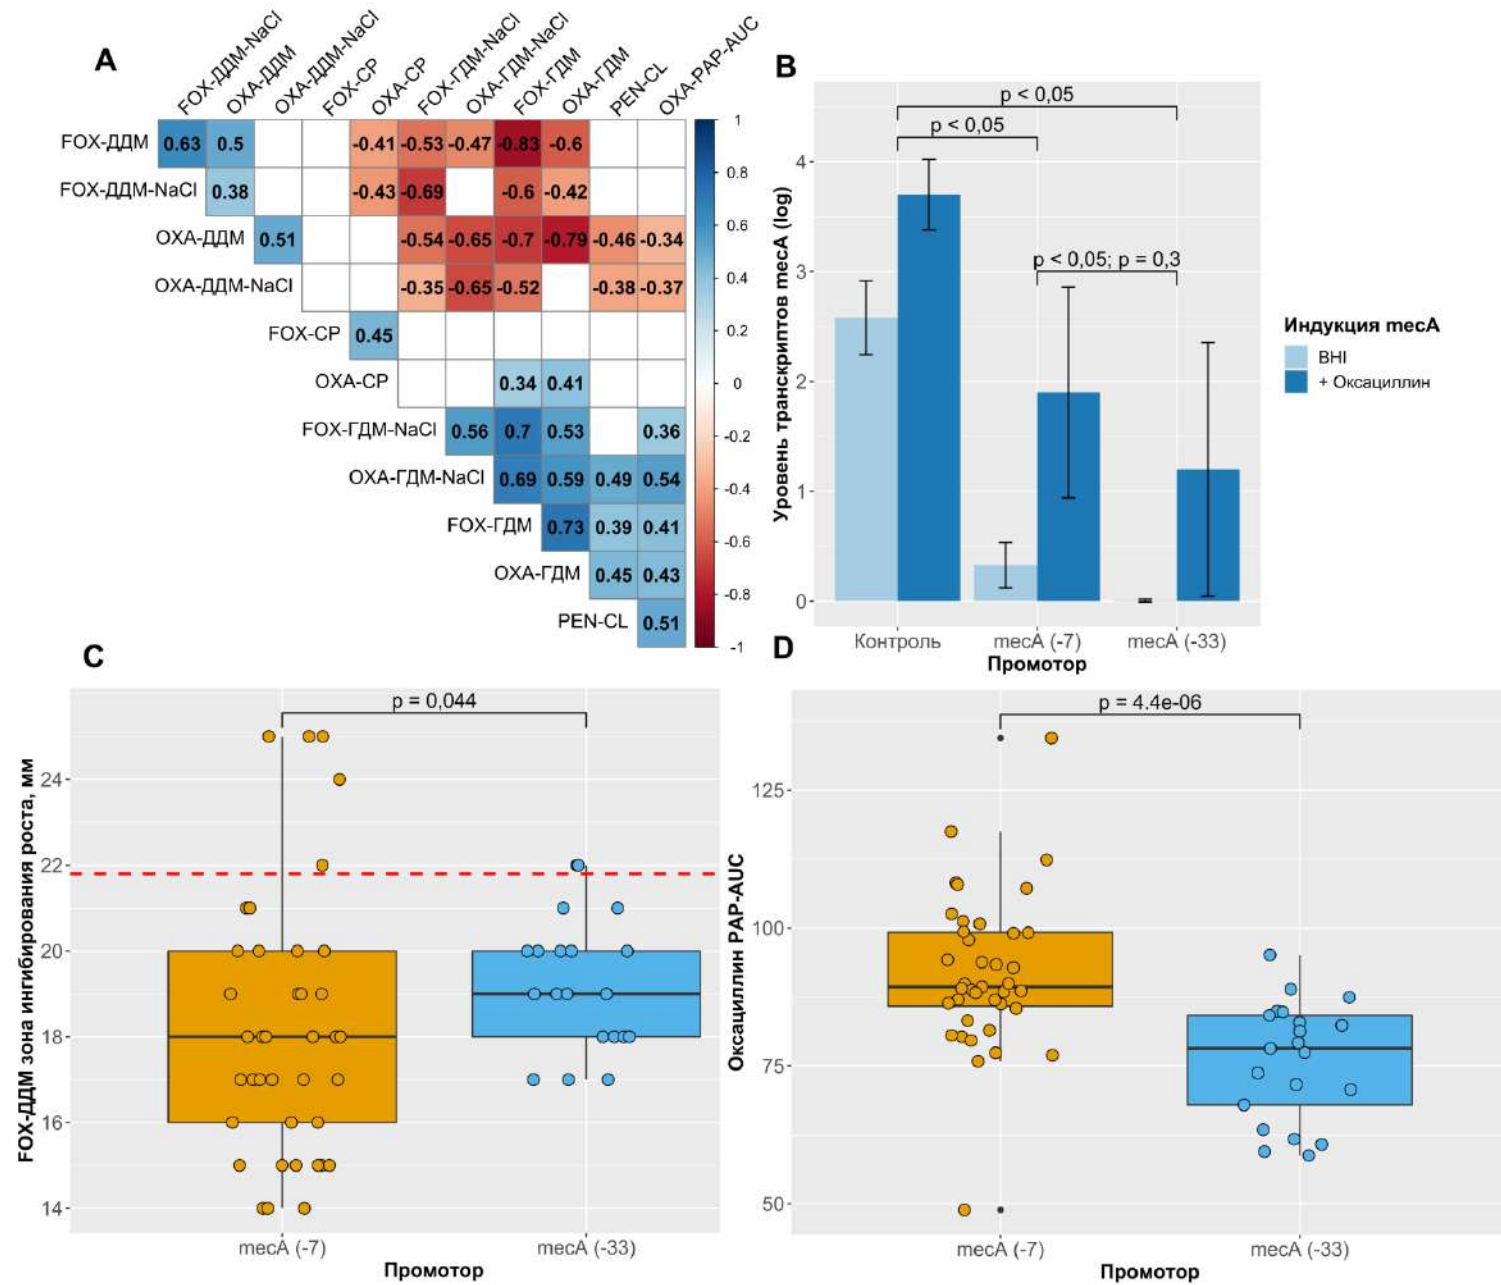 A
FOX-ДДМ-NaCl
OXA-ДДМ
OXA-ДДМ-NaCl
FOX-CP
OXA-CP
FOX-ГДМ-NaCl
OXA-ГДМ-NaCl
FOX-ГДМ
OXA-ГДМ
PEN-CL
OXA-PAP-AUC
FOX-ДДМ 0.63 0.5 -0.41 -0.53 -0.47 -0.83 -0.6
FOX-ДДМ-NaCl 0.38 -0.43 -0.69 -0.6 -0.42
OXA-ДДМ 0.51 -0.54 -0.65 -0.7 -0.79 -0.46 -0.34
OXA-ДДМ-NaCl -0.35 -0.65 -0.52 -0.38 -0.37
FOX-CP 0.45
OXA-CP 0.34 0.41
FOX-ГДМ-NaCl 0.56 0.7 0.53 0.36
OXA-ГДМ-NaCl 0.69 0.59 0.49 0.54
FOX-ГДМ 0.73 0.39 0.41
OXA-ГДМ 0.45 0.43
PEN-CL 0.51
1
0.8
0.6
0.4
0.2
0
-0.2
-0.4
-0.6
-0.8
-1
B
p < 0,05
p < 0,05
p < 0,05; p = 0,3
Уровень транскриптов mecA (log)
4
3
2
1
0
Контроль mecA (-7) mecA (-33)
Промотор
Индукция mecA
BHI
+ Оксациллин
C
p = 0,044
FOX-ДДМ зона ингибирования роста, мм
24
22
20
18
16
14
mecA (-7) mecA (-33)
Промотор
D
p = 4.4e-06
Оксациллин PAP-AUC
125
100
75
50
mecA (-7) mecA (-33)
Промотор